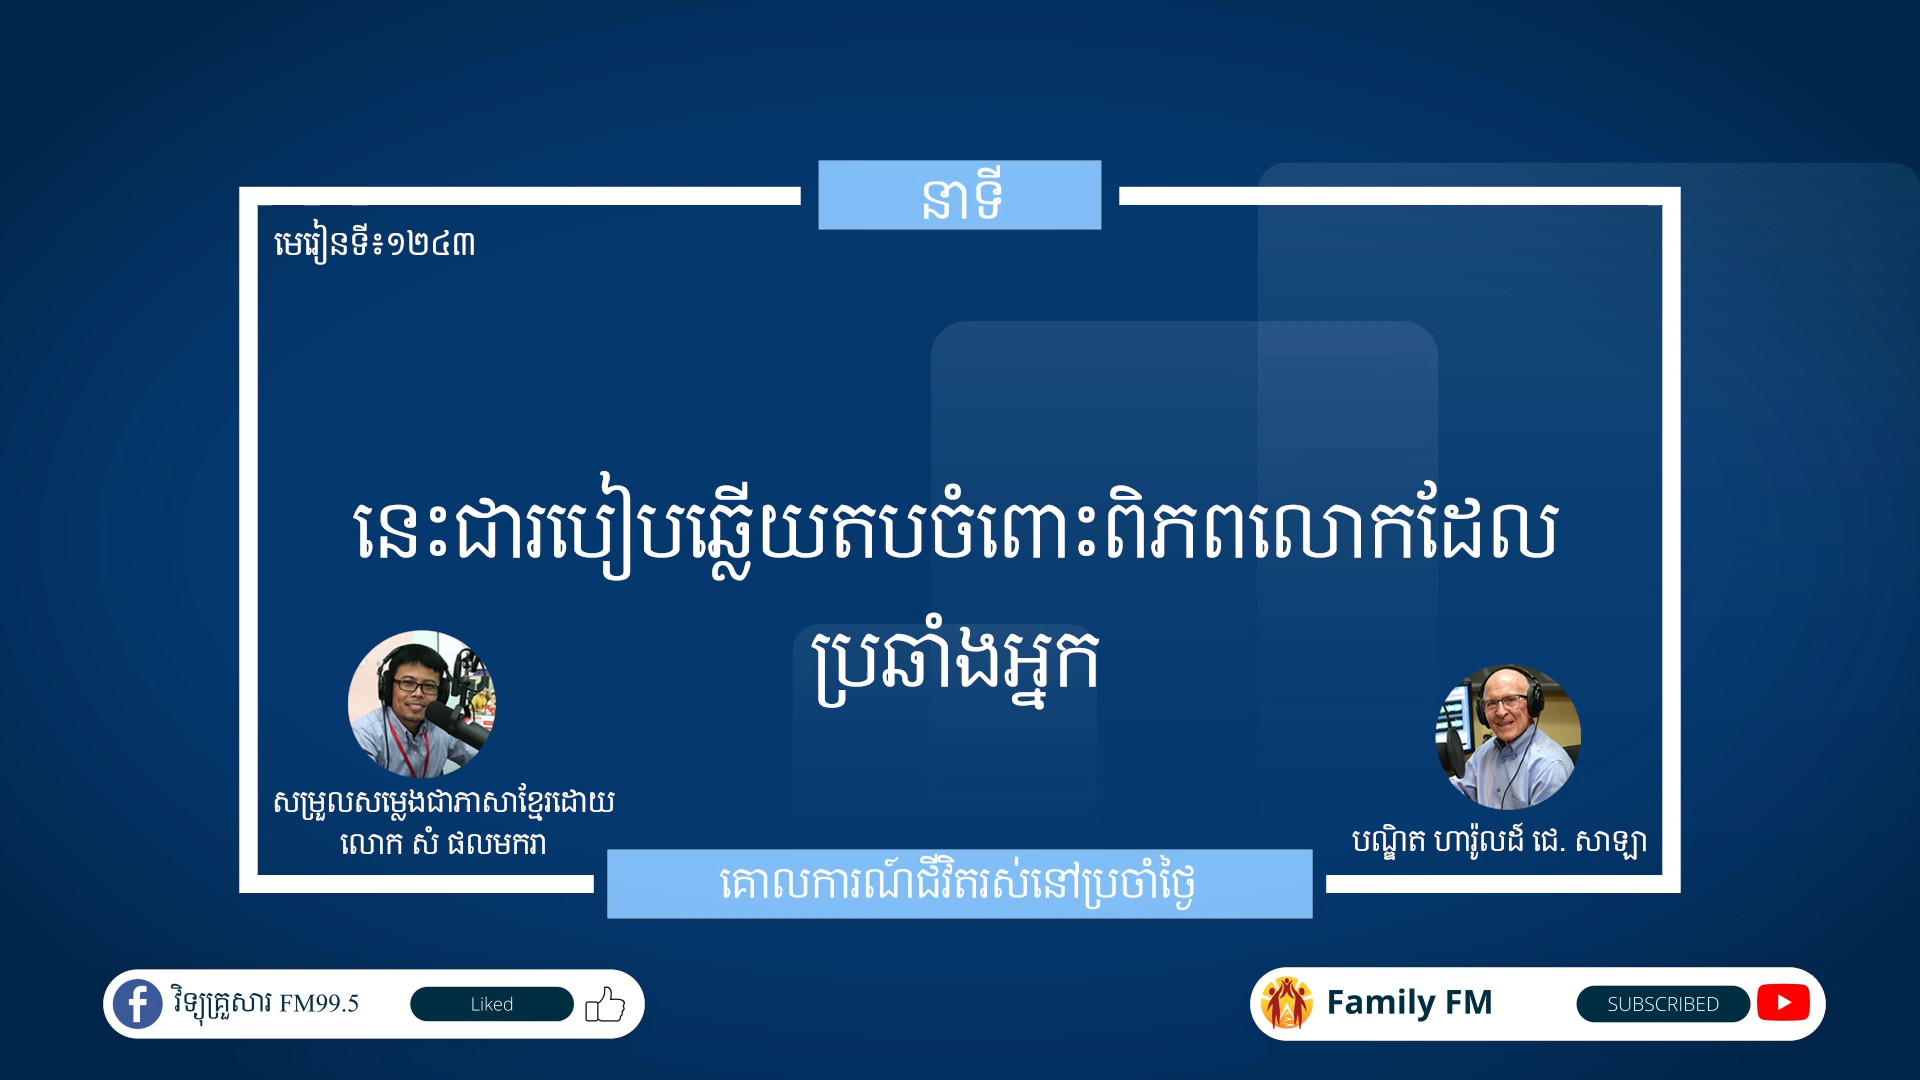 នាទី
មេរៀនទី៖១២៤៣
នេះជារបៀបឆ្លើយតបចំពោះពិភពលោកដែល
ប្រឆាំងអ្នក
សម្រួលសម្លេងជាភាសាខ្មែរដោយ
លោក សំ ផលមករា
បណ្ឌិត ហារ៉ូលដ៍ ជេ. សាឡា
គោលការណ៍ជីវិតរស់នៅប្រចាំថ្ងៃ
វិទ្យុគ្រួសារ FM99.5
Liked
Family FM
SUBSCRIBED